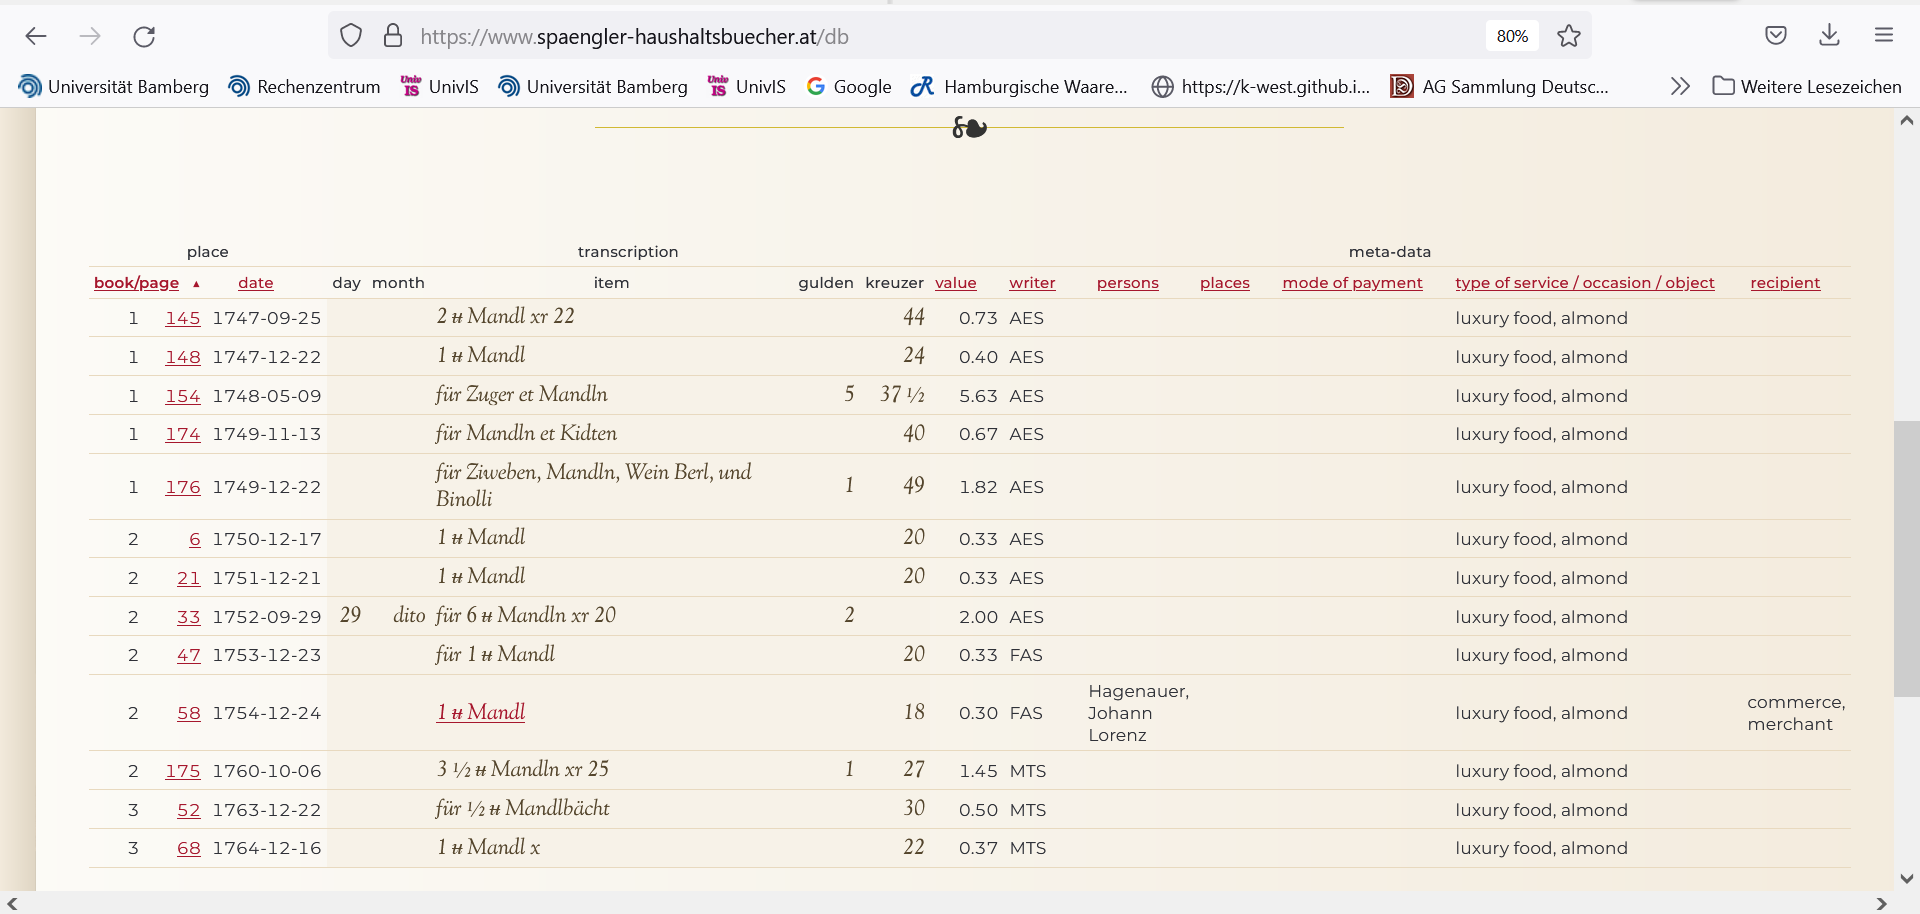 https://www.spaengler-haushaltsbuecher.at/db 80%
Universität Bamberg Rechenzentrum UnivIS Universität Bamberg UnivIS Google Hamburgische Waare... https://k-west.github.i... AG Sammlung Deutsc... Weitere Lesezeichen
place transcription meta-data
book/page ▲ date day month item gulden kreuzer value writer persons places mode of payment type of service / occasion / object recipient
1 145 1747-09-25 2 ℔ Mandl xr 22 44 0.73 AES luxury food, almond
1 148 1747-12-22 1 ℔ Mandl 24 0.40 AES luxury food, almond
1 154 1748-05-09 für Zuger et Mandln 5 37 ½ 5.63 AES luxury food, almond
1 174 1749-11-13 für Mandln et Kidten 40 0.67 AES luxury food, almond
1 176 1749-12-22 für Ziweben, Mandln, Wein Berl, und Binolli 1 49 1.82 AES luxury food, almond
2 6 1750-12-17 1 ℔ Mandl 20 0.33 AES luxury food, almond
2 21 1751-12-21 1 ℔ Mandl 20 0.33 AES luxury food, almond
2 33 1752-09-29 29 dito für 6 ℔ Mandln xr 20 2 2.00 AES luxury food, almond
2 47 1753-12-23 für 1 ℔ Mandl 20 0.33 FAS luxury food, almond
2 58 1754-12-24 1 ℔ Mandl 18 0.30 FAS Hagenauer, Johann Lorenz luxury food, almond commerce, merchant
2 175 1760-10-06 3 ½ ℔ Mandln xr 25 1 27 1.45 MTS luxury food, almond
3 52 1763-12-22 für ½ ℔ Mandlbächt 30 0.50 MTS luxury food, almond
3 68 1764-12-16 1 ℔ Mandl x 22 0.37 MTS luxury food, almond